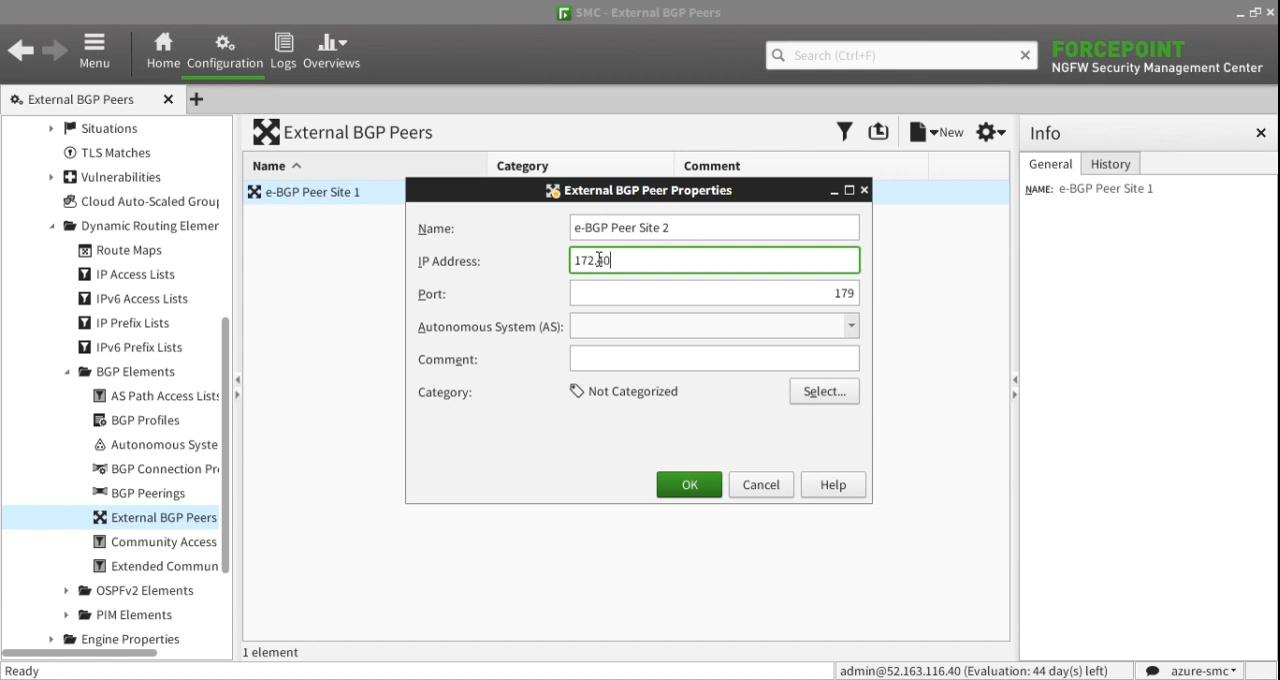 SMC - External BGP Peers
Menu
Home
Configuration
Logs
Overviews
Search (Ctrl+F)
FORCEPOINT
NGFW Security Management Center
External BGP Peers
Situations
TLS Matches
Vulnerabilities
Cloud Auto-Scaled Group
Dynamic Routing Elemen
Route Maps
IP Access Lists
IPv6 Access Lists
IP Prefix Lists
IPv6 Prefix Lists
BGP Elements
AS Path Access Lists
BGP Profiles
Autonomous Syste
BGP Connection Pr
BGP Peerings
External BGP Peers
Community Access
Extended Commun
OSPFv2 Elements
PIM Elements
Engine Properties
External BGP Peers
New
Name
Category
Comment
e-BGP Peer Site 1
External BGP Peer Properties
Name:
e-BGP Peer Site 2
IP Address:
Port:
179
Autonomous System (AS):
Comment:
Category:
Not Categorized
Select...
OK
Cancel
Help
Info
General
History
NAME: e-BGP Peer Site 1
1 element
Ready
admin@52.163.116.40 (Evaluation: 44 day(s) left)
azure-smc